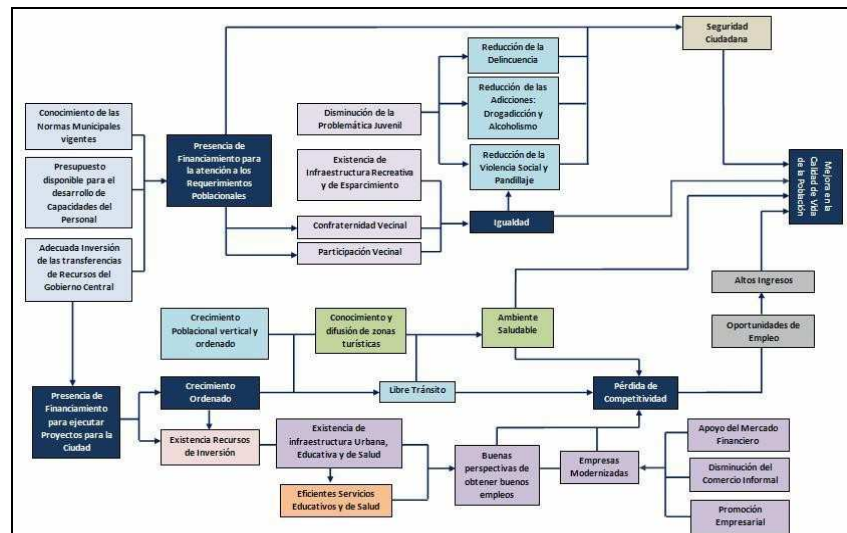 Seguridad
Ciudadana
Reducción de la
Delincuencia
Reducción de las
Adicciones:
Drogadicción y
Alcoholismo
Reducción de la
Violencia Social y
Pandillaje
Disminución de la
Problemática Juvenil
Existencia de
Infraestructura Recreativa
y de Esparcimiento
Confraternidad Vecinal
Participación Vecinal
Igualdad
Conocimiento de las
Normas Municipales
vigentes
Presupuesto
disponible para el
desarrollo de
Capacidades del
Personal
Adecuada Inversión
de las transferencias
de Recursos del
Gobierno Central
Presencia de
Financiamiento para
la atención a los
Requerimientos
Poblacionales
Mejora en la
Calidad de Vida
de la Población
Altos Ingresos
Oportunidades de
Empleo
Crecimiento
Poblacional vertical y
ordenado
Conocimiento y
difusión de zonas
turísticas
Ambiente
Saludable
Presencia de
Financiamiento
para ejecutar
Proyectos para la
Ciudad
Crecimiento
Ordenado
Libre Tránsito
Pérdida de
Competitividad
Existencia Recursos
de Inversión
Existencia de
infraestructura Urbana,
Educativa y de Salud
Eficientes Servicios
Educativos y de Salud
Buenas
perspectivas de
obtener buenos
empleos
Empresas
Modernizadas
Apoyo del Mercado
Financiero
Disminución del
Comercio Informal
Promoción
Empresarial